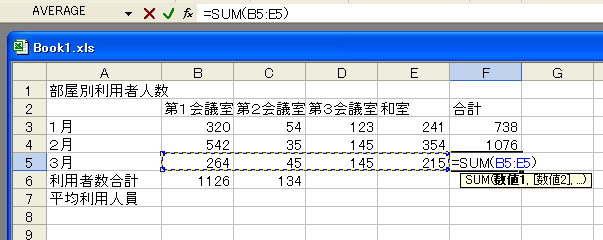 AVERAGE =SUM(B5:E5)
Book1.xls
A B C D E F G
1 部屋別利用者人数
2 第1会議室 第2会議室 第3会議室 和室 合計
3 1月 320 54 123 241 738
4 2月 542 35 145 354 1076
5 3月 264 45 145 215 =SUM(B5:E5)
6 利用者数合計 1126 134 SUM(数値1, [数値2], ...)
7 平均利用人員
8